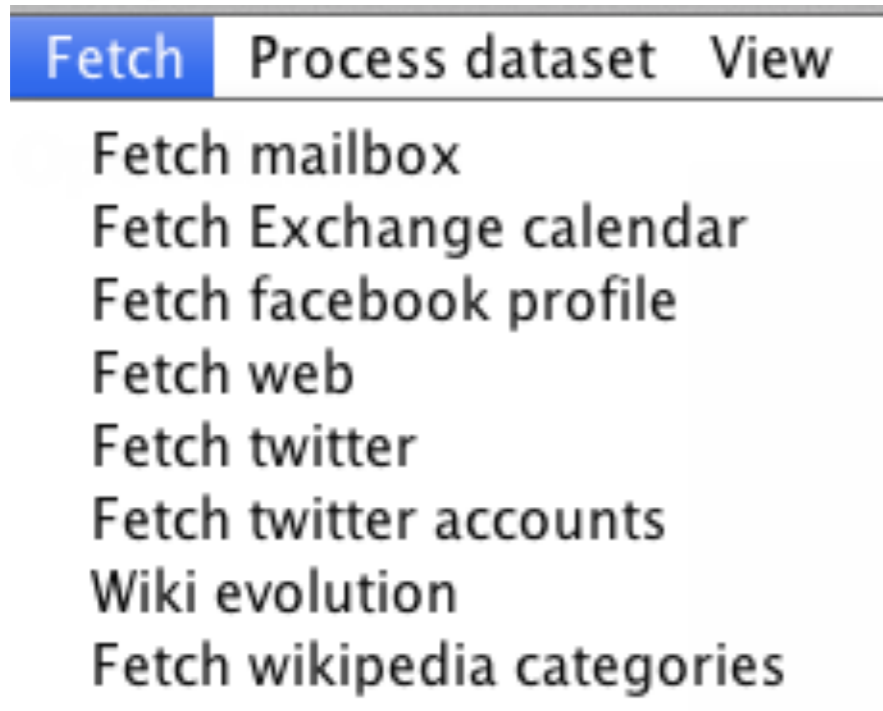 Fetch Process dataset View
Fetch mailbox
Fetch Exchange calendar
Fetch facebook profile
Fetch web
Fetch twitter
Fetch twitter accounts
Wiki evolution
Fetch wikipedia categories